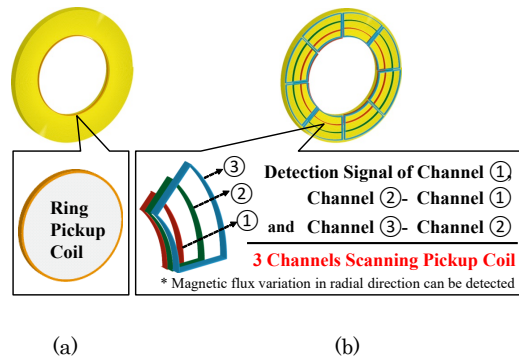 Ring
Pickup
Coil
③
②
①
Detection Signal of Channel ①,
Channel ②- Channel ①
and Channel ③- Channel ②
3 Channels Scanning Pickup Coil
* Magnetic flux variation in radial direction can be detected
(a)
(b)